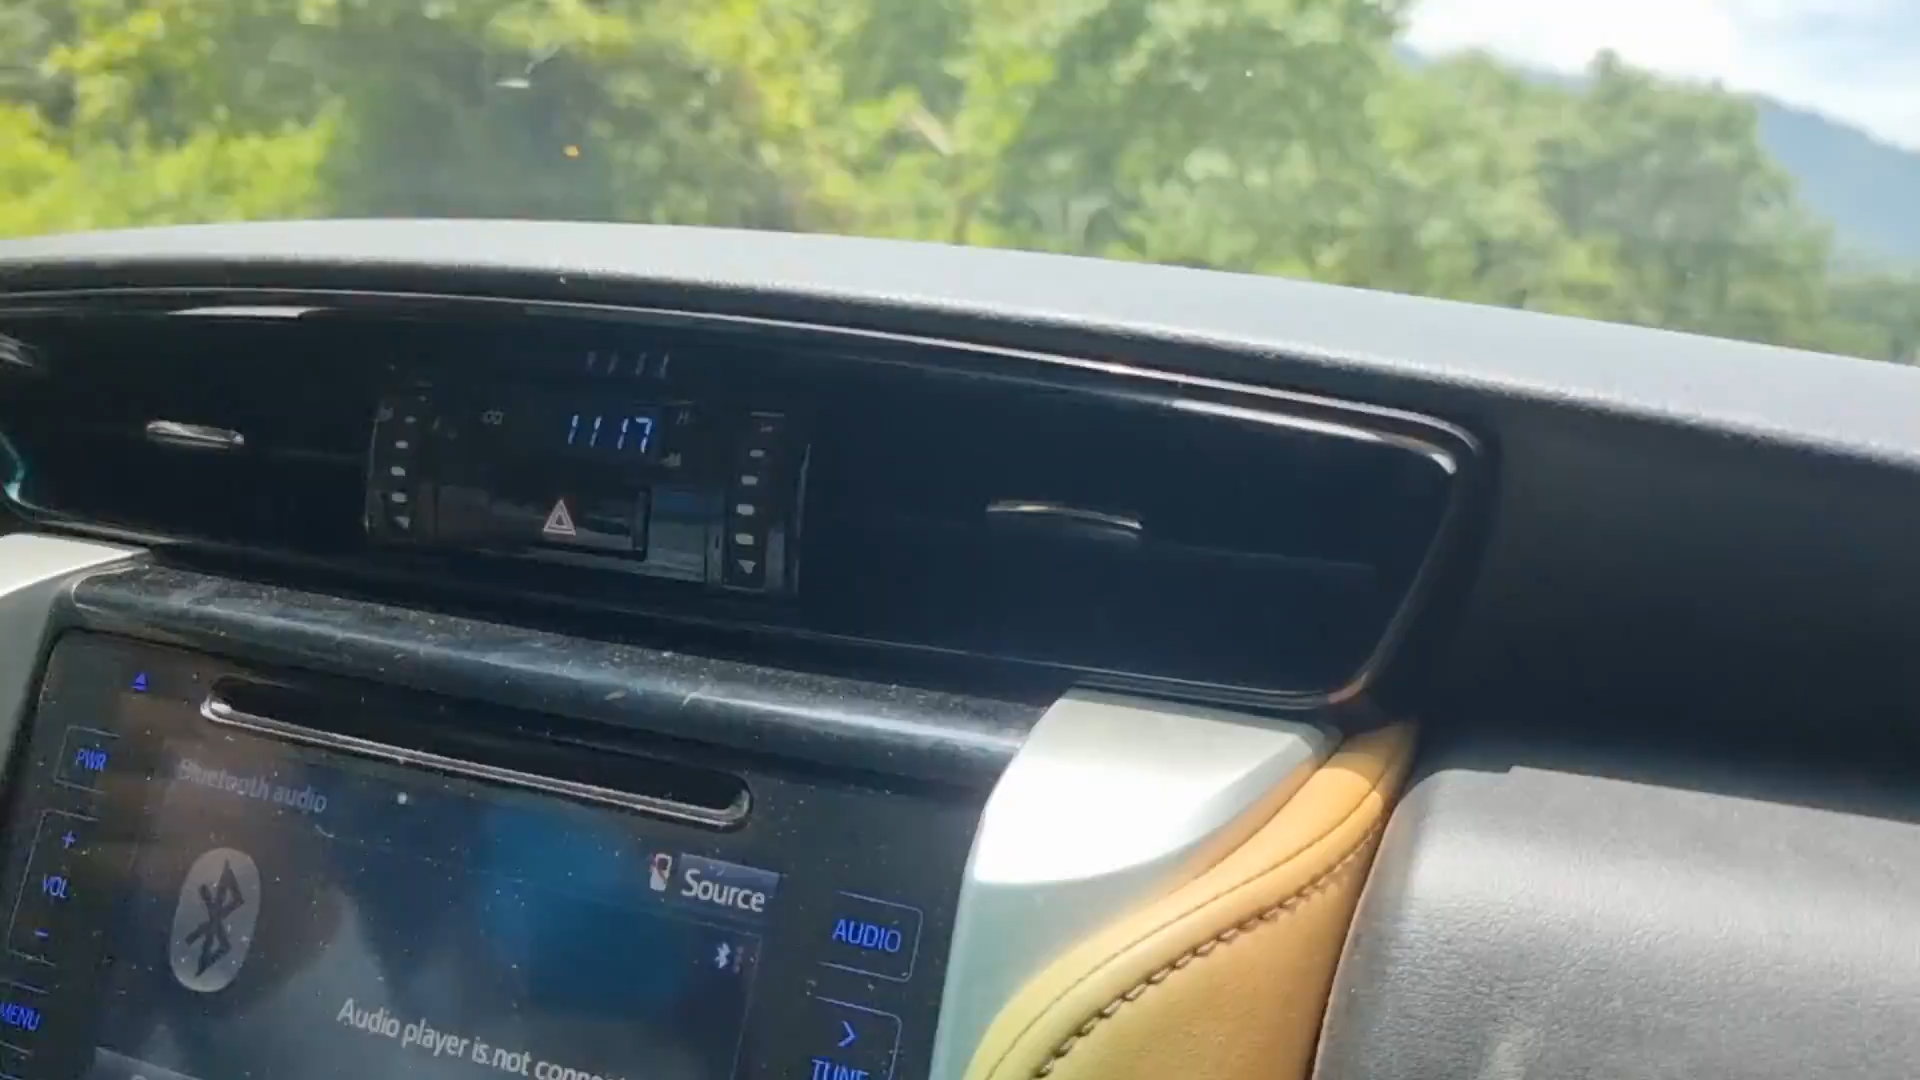 1117
PWR
Bluetooth audio
+
VOL
-
Source
AUDIO
MENU
Audio player is not
>
TUNE